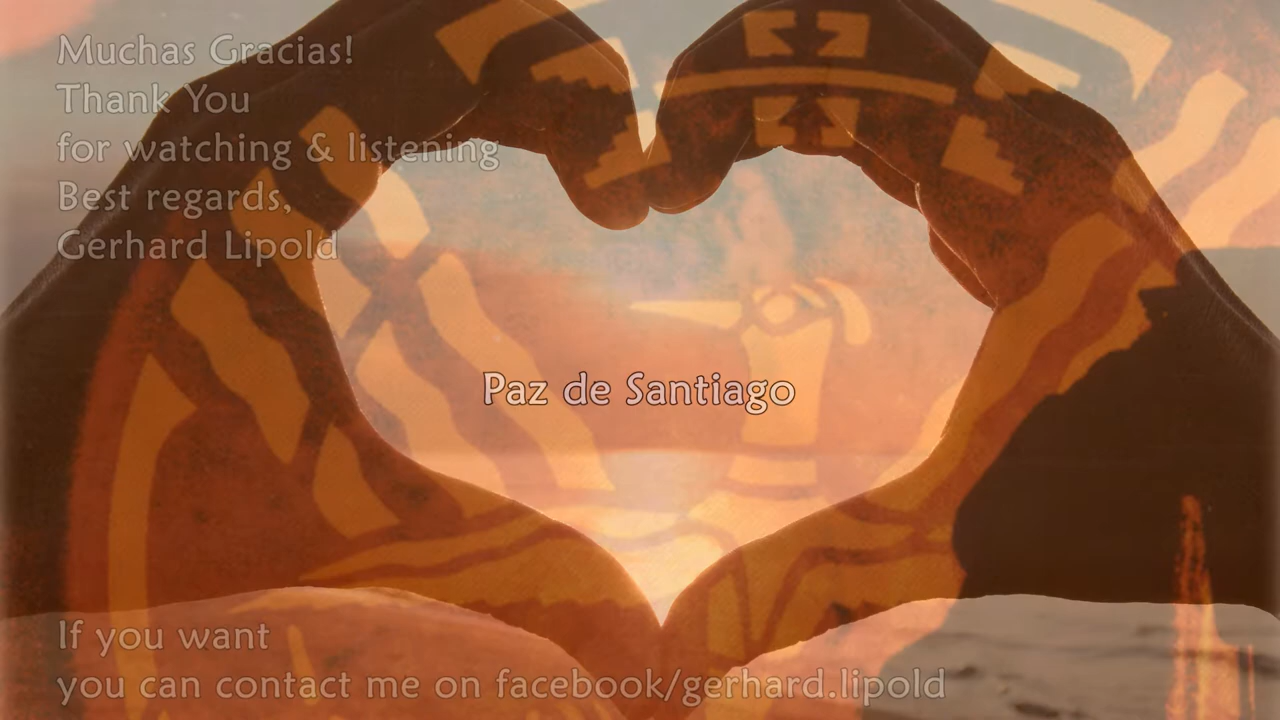 Muchas Gracias!
Thank You
for watching & listening
Best regards,
Gerhard Lipold
Paz de Santiago
If you want
you can contact me on facebook/gerhard.lipold